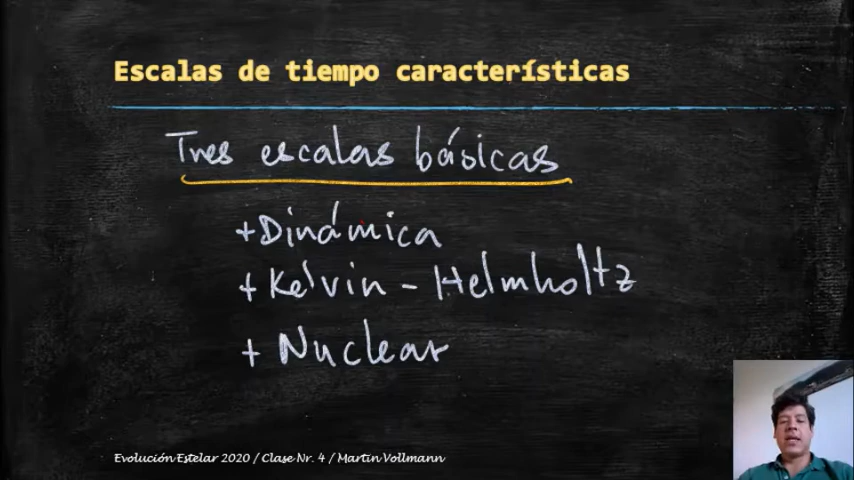 Escalas de tiempo características
Tres escalas básicas
+Dinámica
+ Kelvin - Helmholtz
+ Nuclear
Evolución Estelar 2020 / Clase Nr. 4 / Martin Vollmann